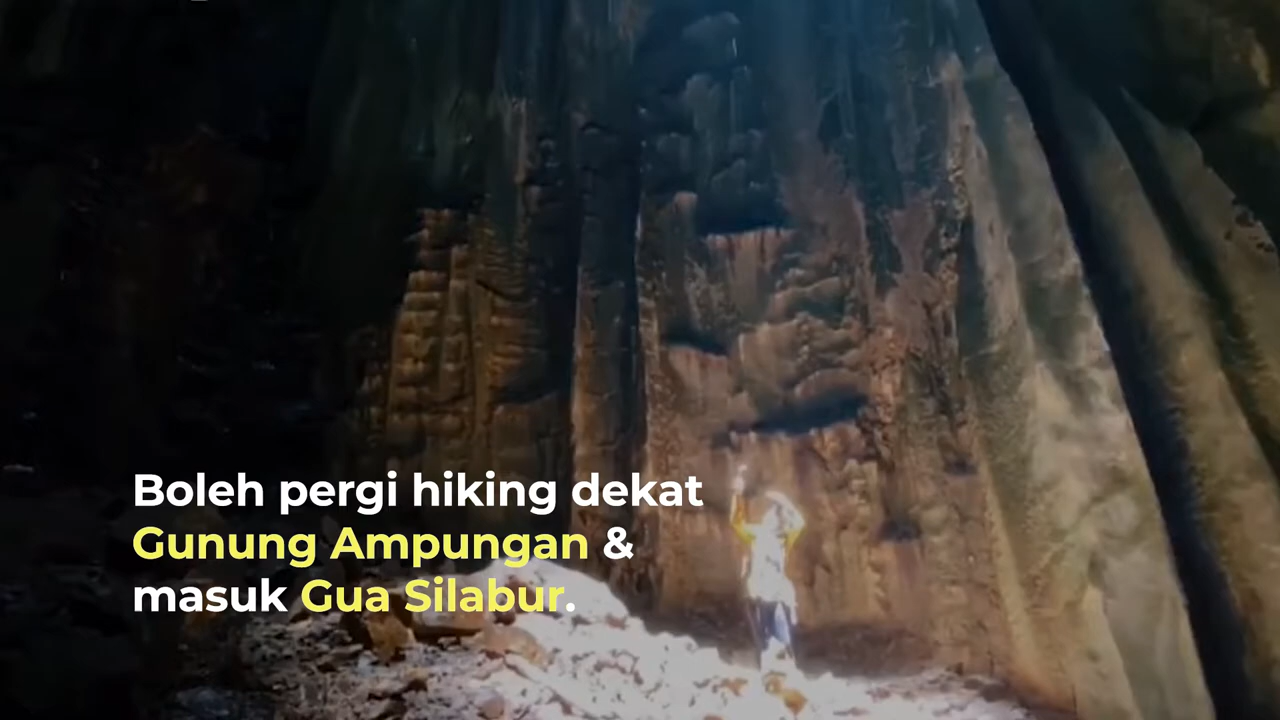 Boleh pergi hiking dekat
Gunung Ampungan &
masuk Gua Silabur.